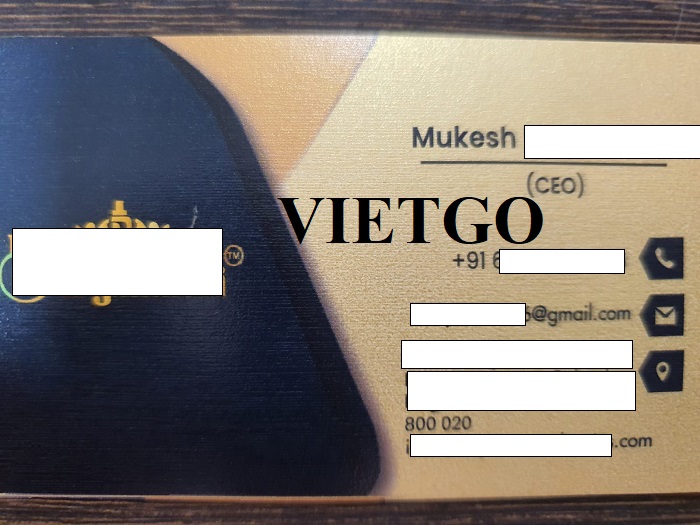 Mukesh
(CEO)
VIETGO
+91 6
@gmail.com
800 020
.com
TM